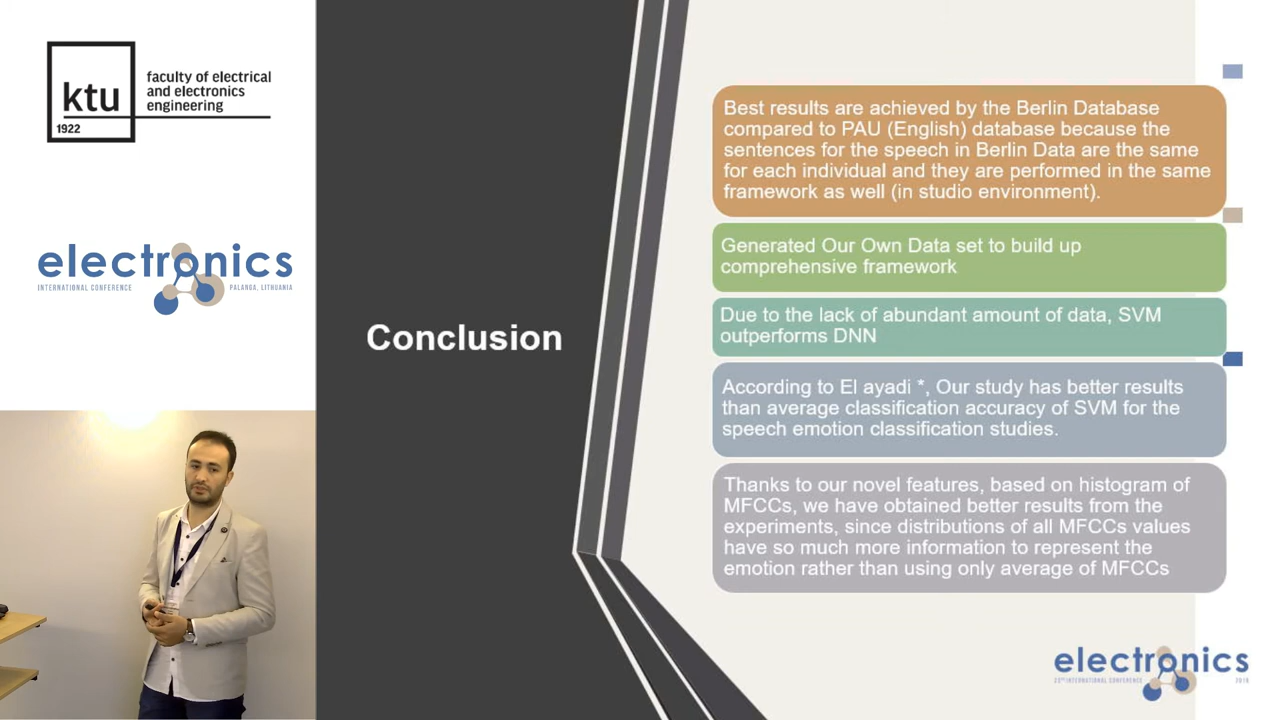 ktu
1922
faculty of electrical
and electronics
engineering
electronics
INTERNATIONAL CONFERENCE
PALANGA, LITHUANIA
Conclusion
Best results are achieved by the Berlin Database
compared to PAU (English) database because the
sentences for the speech in Berlin Data are the same
for each individual and they are performed in the same
framework as well (in studio environment).
Generated Our Own Data set to build up
comprehensive framework
Due to the lack of abundant amount of data, SVM
outperforms DNN
According to El ayadi *, Our study has better results
than average classification accuracy of SVM for the
speech emotion classification studies.
Thanks to our novel features, based on histogram of
MFCCs, we have obtained better results from the
experiments, since distributions of all MFCCs values
have so much more information to represent the
emotion rather than using only average of MFCCs
electronics
INTERNATIONAL CONFERENCE